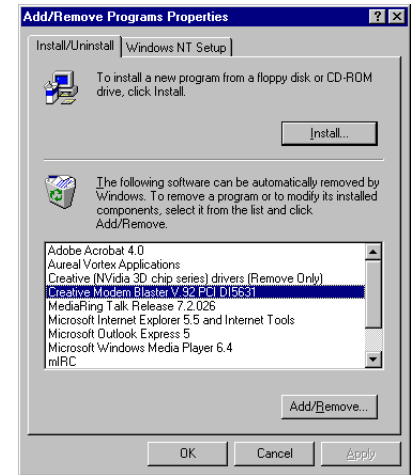 Add/Remove Programs Properties
Install/Uninstall
Windows NT Setup
To install a new program from a floppy disk or CD-ROM
drive, click Install.
Install...
The following software can be automatically removed by
Windows. To remove a program or to modify its installed
components, select it from the list and click
Add/Remove.
Adobe Acrobat 4.0
Aureal Vortex Applications
Creative (NVidia 3D chip series) drivers (Remove Only)
Creative Modem Blaster V.92 PCI DI5631
MediaRing Talk Release 7.2.026
Microsoft Internet Explorer 5.5 and Internet Tools
Microsoft Outlook Express 5
Microsoft Windows Media Player 6.4
mIRC
Add/Remove...
OK
Cancel
Apply